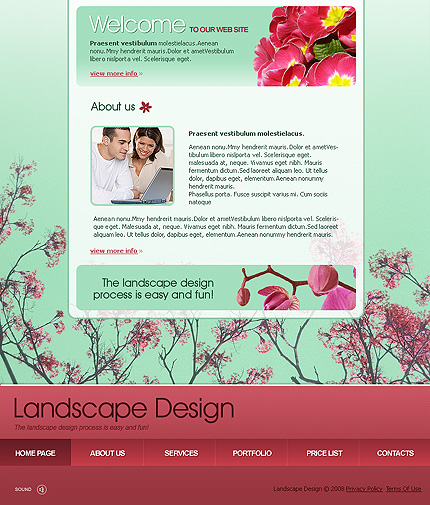 Welcome TO OUR WEB SITE
Praesent vestibulum molestielacus.Aenean
nonu.Mmy hendrerit mauris.Dolor et ametVestibulum
libero nislporta vel. Scelerisque eget.
view more info »
About us
Praesent vestibulum molestielacus.
Aenean nonu.Mmy hendrerit mauris.Dolor et ametVes-
tibulum libero nislporta vel. Scelerisque eget.
malesuada at, neque. Vivamus eget nibh. Mauris
fermentum dictum.Sed laoreet aliquam leo. Ut tellus
dolor, dapibus eget, elementum.Aenean nonummy
hendrerit mauris.
Phasellus porta. Fusce suscipit varius mi. Cum sociis
natoque
Aenean nonu.Mmy hendrerit mauris.Dolor et ametVestibulum libero nislporta vel. Sceleris-
que eget. Malesuada at, neque. Vivamus eget nibh. Mauris fermentum dictum.Sed laoreet
aliquam leo. Ut tellus dolor, dapibus eget, elementum.Aenean nonummy hendrerit mauris.
view more info »
The landscape design
process is easy and fun!
Landscape Design
The landscape design process is easy and fun!
HOME PAGE
ABOUT US
SERVICES
PORTFOLIO
PRICE LIST
CONTACTS
SOUND
Landscape Design © 2008 Privacy Policy Terms Of Use